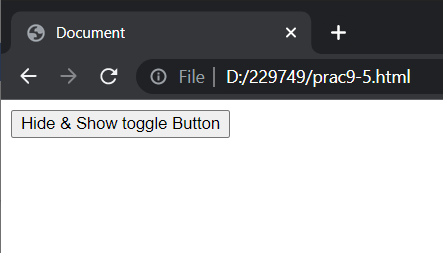 Document
File D:/229749/prac9-5.html
Hide & Show toggle Button